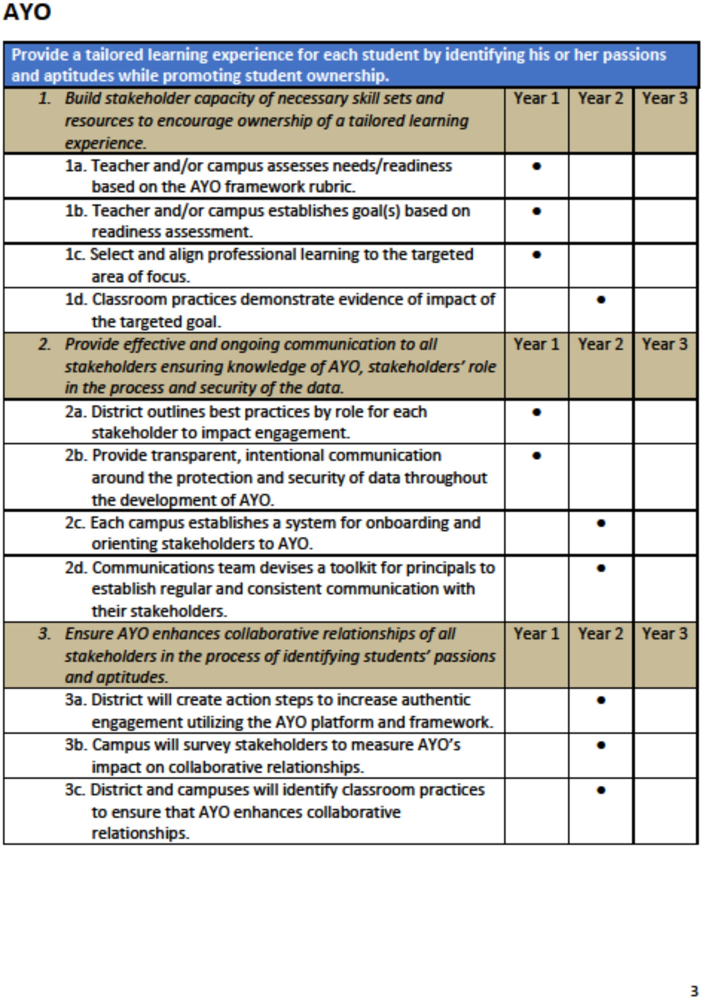 AYO
Provide a tailored learning experience for each student by identifying his or her passions
and aptitudes while promoting student ownership.
1. Build stakeholder capacity of necessary skill sets and Year 1 Year 2 Year 3
resources to encourage ownership of a tailored learning
experience.
1a. Teacher and/or campus assesses needs/readiness •
based on the AYO framework rubric.
1b. Teacher and/or campus establishes goal(s) based on •
readiness assessment.
1c. Select and align professional learning to the targeted •
area of focus.
1d. Classroom practices demonstrate evidence of impact of •
the targeted goal.
2. Provide effective and ongoing communication to all Year 1 Year 2 Year 3
stakeholders ensuring knowledge of AYO, stakeholders’ role
in the process and security of the data.
2a. District outlines best practices by role for each •
stakeholder to impact engagement.
2b. Provide transparent, intentional communication •
around the protection and security of data throughout
the development of AYO.
2c. Each campus establishes a system for onboarding and •
orienting stakeholders to AYO.
2d. Communications team devises a toolkit for principals to •
establish regular and consistent communication with
their stakeholders.
3. Ensure AYO enhances collaborative relationships of all Year 1 Year 2 Year 3
stakeholders in the process of identifying students’ passions
and aptitudes.
3a. District will create action steps to increase authentic •
engagement utilizing the AYO platform and framework.
3b. Campus will survey stakeholders to measure AYO’s •
impact on collaborative relationships.
3c. District and campuses will identify classroom practices •
to ensure that AYO enhances collaborative
relationships.
3